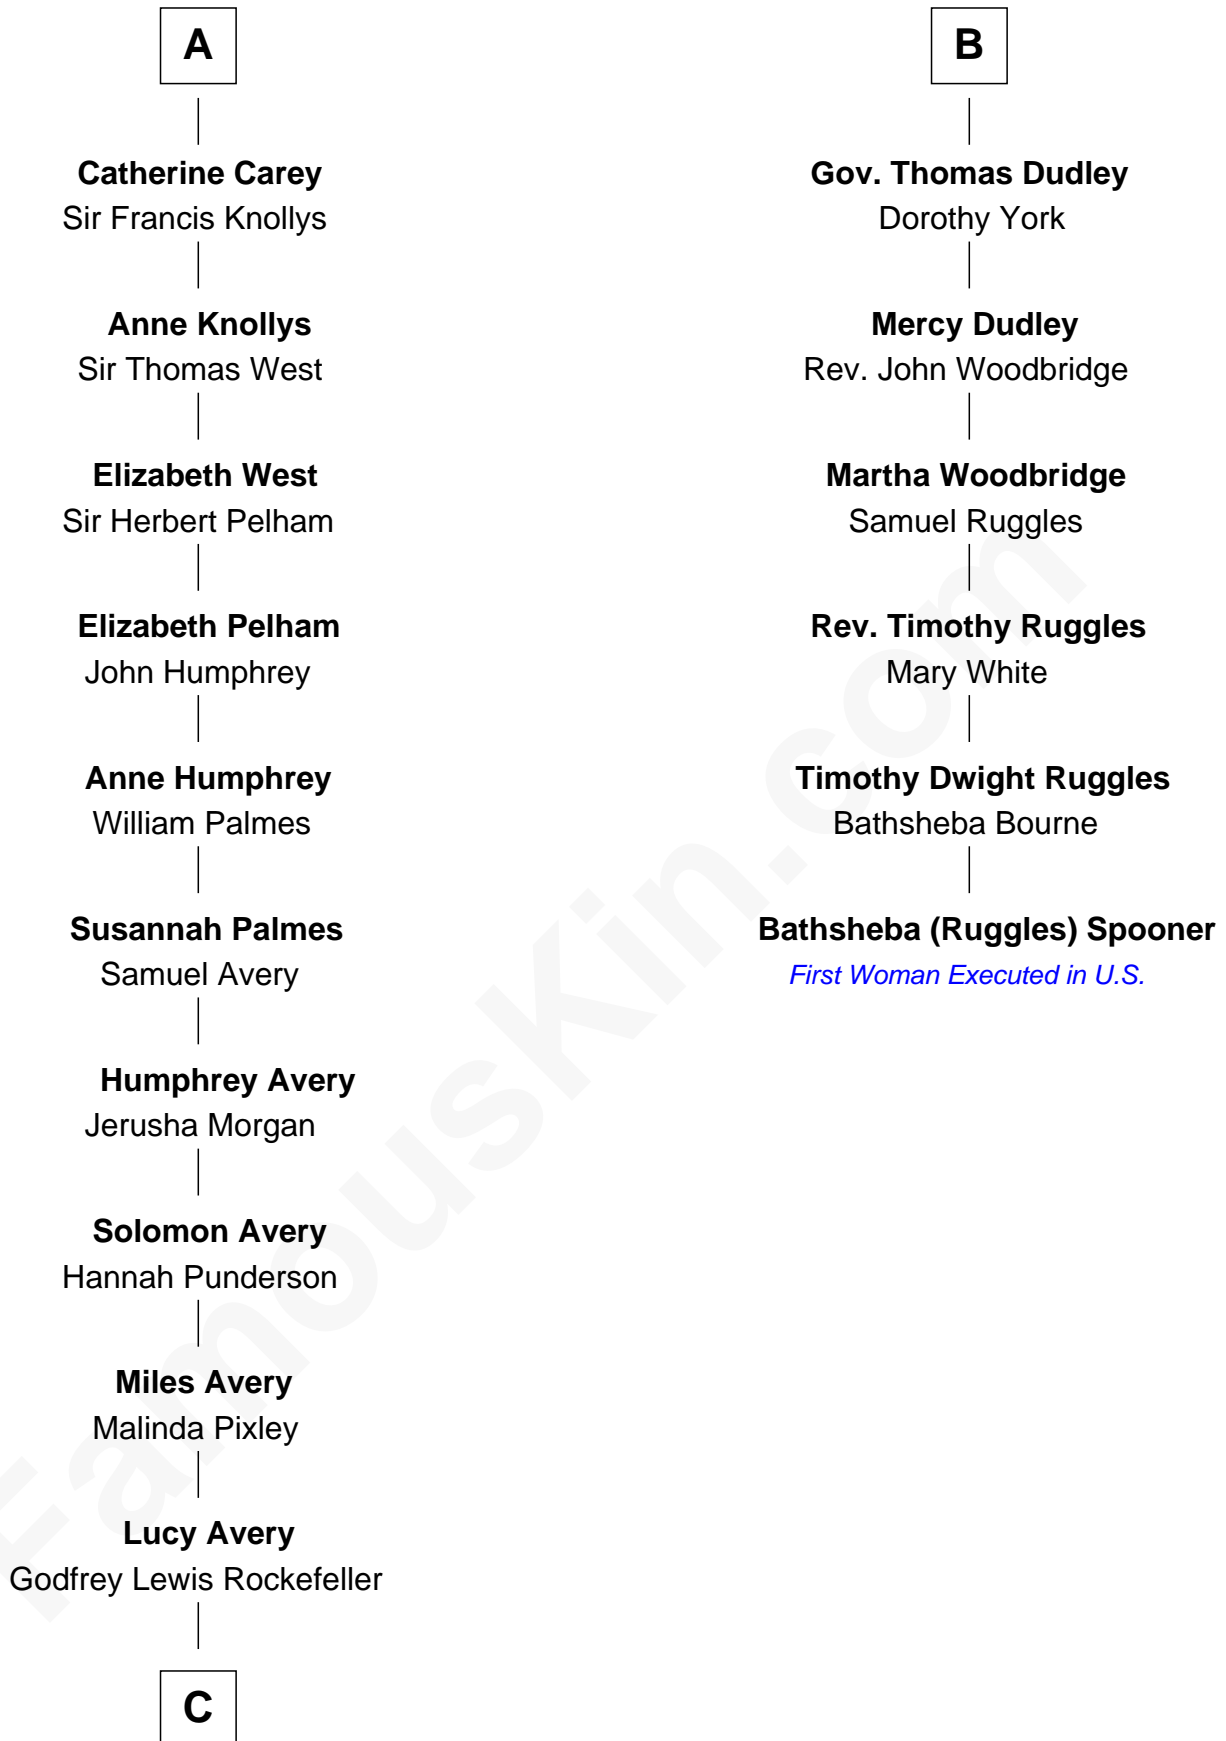 A
Catherine Carey
Sir Francis Knollys
Anne Knollys
Sir Thomas West
Elizabeth West
Sir Herbert Pelham
Elizabeth Pelham
John Humphrey
Anne Humphrey
William Palmes
Susannah Palmes
Samuel Avery
Humphrey Avery
Jerusha Morgan
Solomon Avery
Hannah Punderson
Miles Avery
Malinda Pixley
Lucy Avery
Godfrey Lewis Rockefeller
C
B
Gov. Thomas Dudley
Dorothy York
Mercy Dudley
Rev. John Woodbridge
Martha Woodbridge
Samuel Ruggles
Rev. Timothy Ruggles
Mary White
Timothy Dwight Ruggles
Bathsheba Bourne
Bathsheba (Ruggles) Spooner
First Woman Executed in U.S.
FamousKin.com